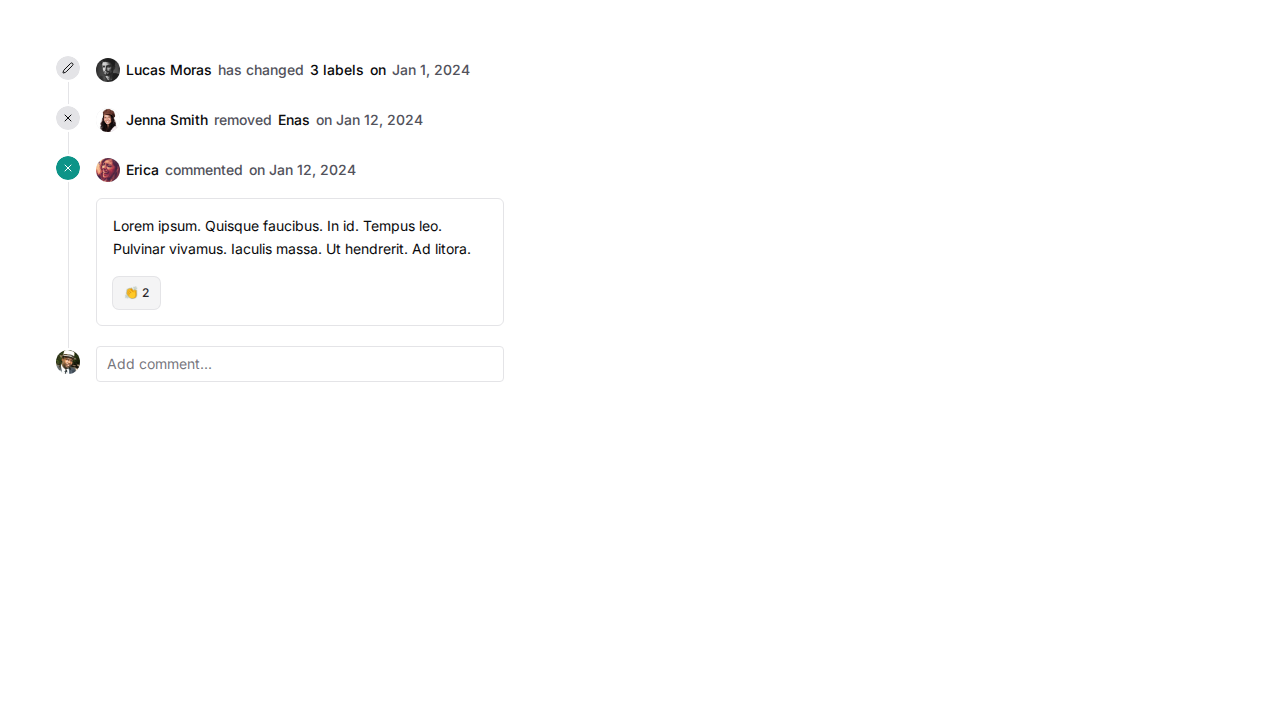 Lucas Moras has changed 3 labels on Jan 1, 2024
Jenna Smith removed Enas on Jan 12, 2024
Erica commented on Jan 12, 2024
Lorem ipsum. Quisque faucibus. In id. Tempus leo.
Pulvinar vivamus. Iaculis massa. Ut hendrerit. Ad litora.
👏 2
Add comment...